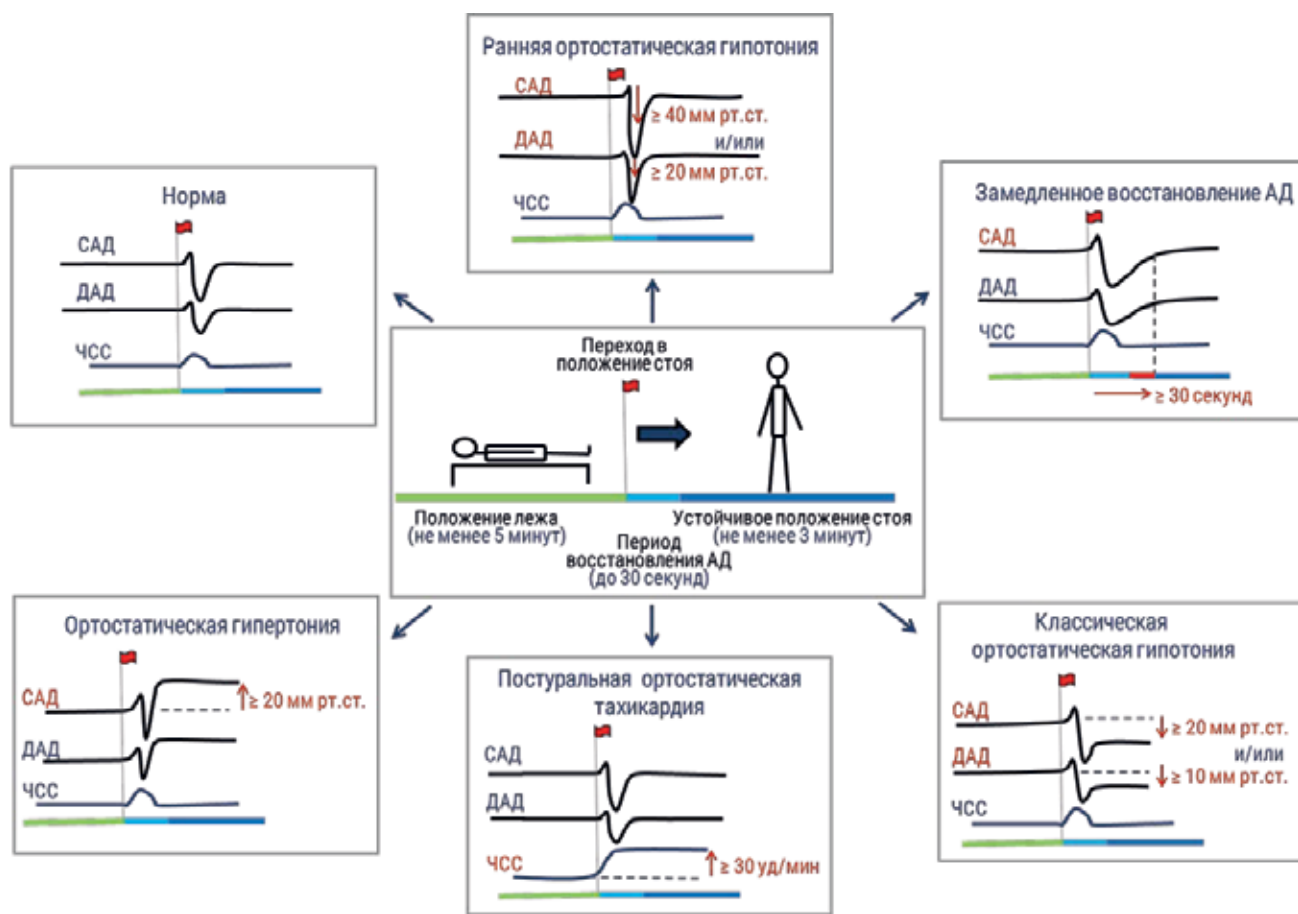 Ранняя ортостатическая гипотония
САД
≥ 40 мм рт.ст.
и/или
ДАД
≥ 20 мм рт.ст.
ЧСС
Норма
САД
ДАД
ЧСС
Замедленное восстановление АД
САД
ДАД
ЧСС
≥ 30 секунд
Переход в
положение стоя
Положение лежа
(не менее 5 минут)
Устойчивое положение стоя
(не менее 3 минут)
Период
восстановления АД
(до 30 секунд)
Ортостатическая гипертония
САД
≥ 20 мм рт.ст.
ДАД
ЧСС
Постуральная ортостатическая
тахикардия
САД
ДАД
ЧСС
≥ 30 уд/мин
Классическая
ортостатическая гипотония
САД
≥ 20 мм рт.ст.
и/или
ДАД
≥ 10 мм рт.ст.
ЧСС